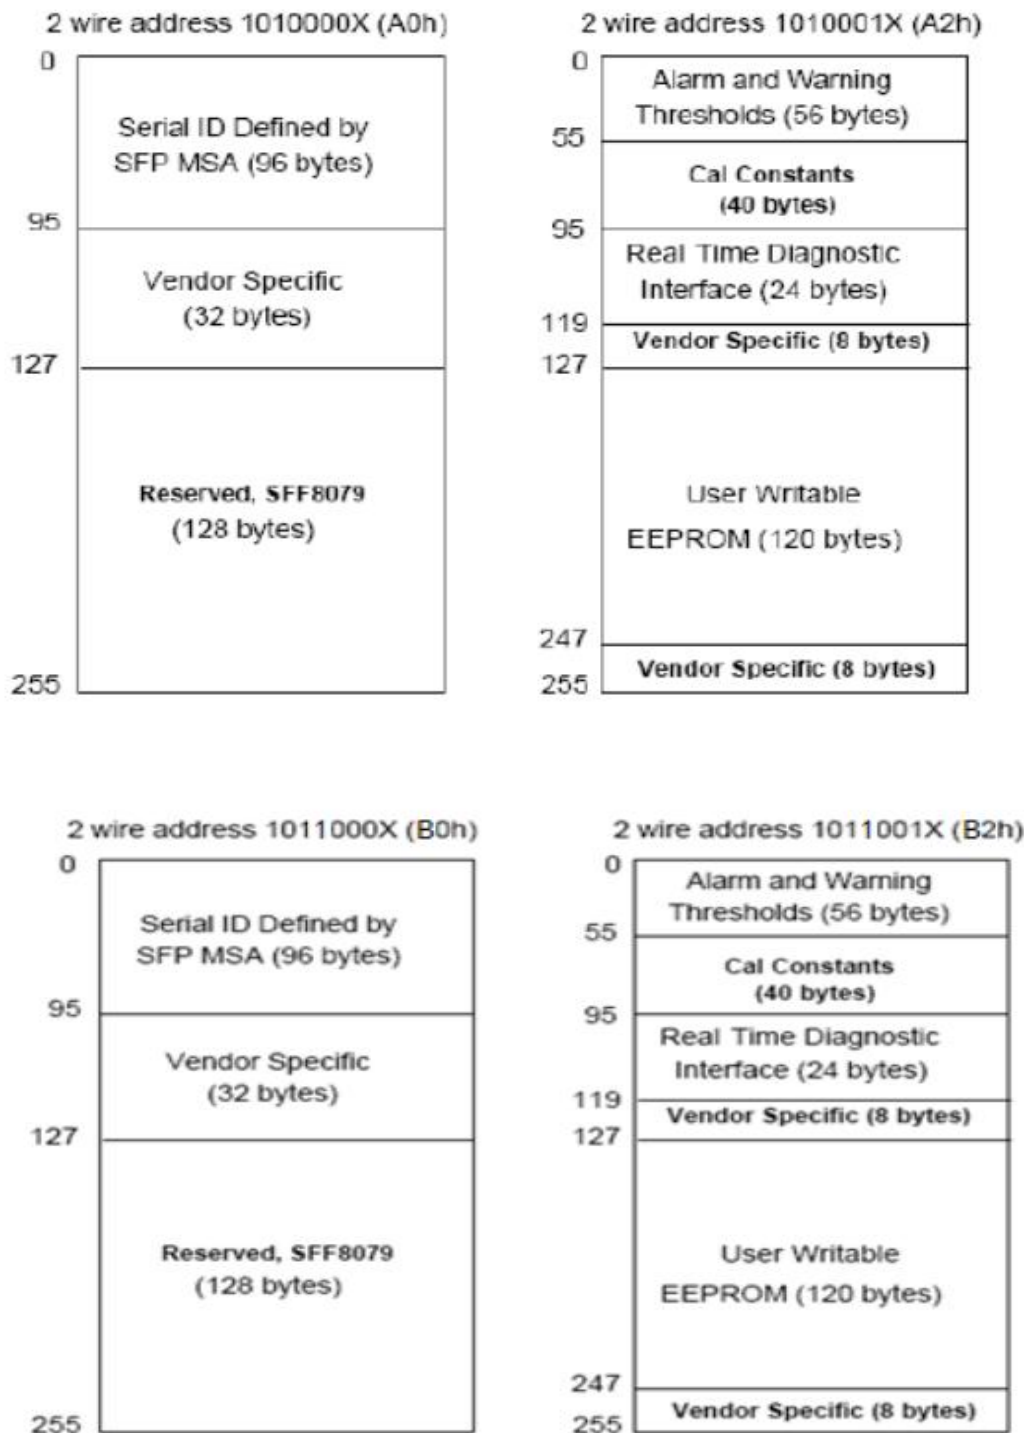 2 wire address 1010000X (A0h)
0
Serial ID Defined by
SFP MSA (96 bytes)
95
Vendor Specific
(32 bytes)
127
Reserved, SFF8079
(128 bytes)
255
2 wire address 1010001X (A2h)
0
Alarm and Warning
Thresholds (56 bytes)
55
Cal Constants
(40 bytes)
95
Real Time Diagnostic
Interface (24 bytes)
119
Vendor Specific (8 bytes)
127
User Writable
EEPROM (120 bytes)
247
Vendor Specific (8 bytes)
255
2 wire address 1011000X (B0h)
0
Serial ID Defined by
SFP MSA (96 bytes)
95
Vendor Specific
(32 bytes)
127
Reserved, SFF8079
(128 bytes)
255
2 wire address 1011001X (B2h)
0
Alarm and Warning
Thresholds (56 bytes)
55
Cal Constants
(40 bytes)
95
Real Time Diagnostic
Interface (24 bytes)
119
Vendor Specific (8 bytes)
127
User Writable
EEPROM (120 bytes)
247
Vendor Specific (8 bytes)
255